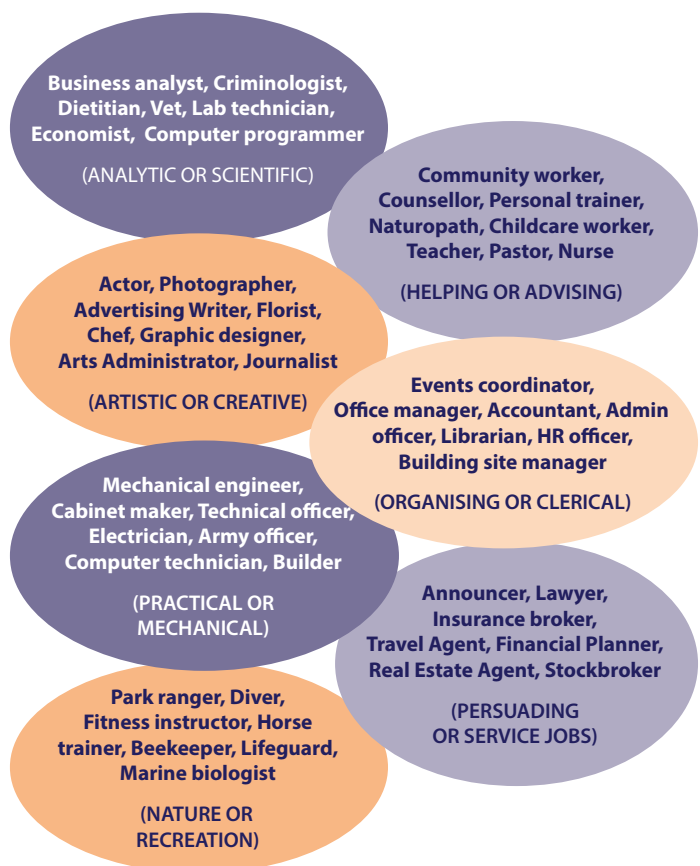 Business analyst, Criminologist,
Dietitian, Vet, Lab technician,
Economist,  Computer programmer
(ANALYTIC OR SCIENTIFIC)
Community worker,
Counsellor, Personal trainer,
Naturopath, Childcare worker,
Teacher, Pastor, Nurse
(HELPING OR ADVISING)
Actor, Photographer,
Advertising Writer, Florist,
Chef, Graphic designer,
Arts Administrator, Journalist
(ARTISTIC OR CREATIVE)
Events coordinator,
Office manager, Accountant, Admin
officer, Librarian, HR officer,
Building site manager
(ORGANISING OR CLERICAL)
Mechanical engineer,
Cabinet maker, Technical officer,
Electrician, Army officer,
Computer technician, Builder
(PRACTICAL OR
MECHANICAL)
Announcer, Lawyer,
Insurance broker,
Travel Agent, Financial Planner,
Real Estate Agent, Stockbroker
(PERSUADING
OR SERVICE JOBS)
Park ranger, Diver,
Fitness instructor, Horse
trainer, Beekeeper, Lifeguard,
Marine biologist
(NATURE OR
RECREATION)